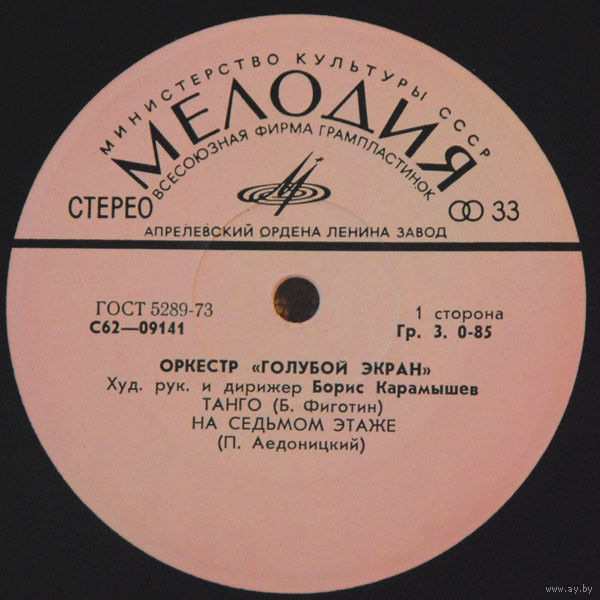 МИНИСТЕРСТВО КУЛЬТУРЫ СССР
МЕЛОДИЯ
ВСЕСОЮЗНАЯ ФИРМА ГРАМПЛАСТИНОК
СТЕРЕО 33
АПРЕЛЕВСКИЙ ОРДЕНА ЛЕНИНА ЗАВОД
ГОСТ 5289-73 1 сторона
С62—09141 Гр. 3. 0-85
ОРКЕСТР «ГОЛУБОЙ ЭКРАН»
Худ. рук. и дирижер Борис Карамышев
ТАНГО (Б. Фиготин)
НА СЕДЬМОМ ЭТАЖЕ
(П. Аедоницкий)
www.ay.by